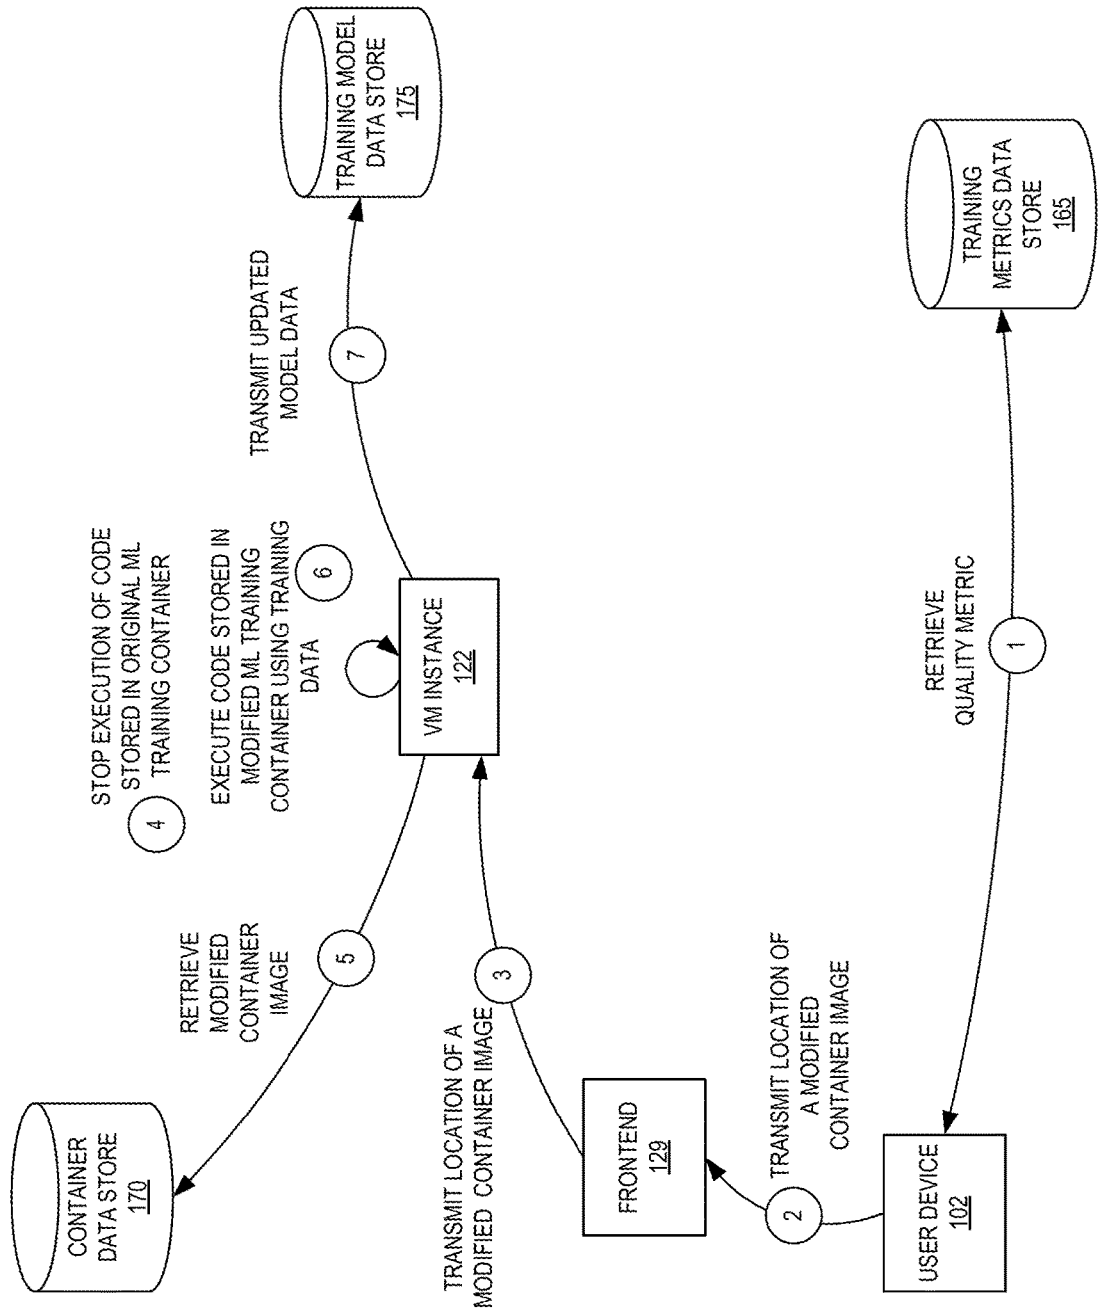 CONTAINER
DATA STORE
170
TRAINING MODEL
DATA STORE
175
RETRIEVE
MODIFIED
CONTAINER
IMAGE
5
STOP EXECUTION OF CODE
STORED IN ORIGINAL ML
TRAINING CONTAINER
4
EXECUTE CODE STORED IN
MODIFIED ML TRAINING
CONTAINER USING TRAINING
DATA
6
TRANSMIT UPDATED
MODEL DATA
7
VM INSTANCE
122
TRANSMIT LOCATION OF A
MODIFIED CONTAINER IMAGE
3
FRONTEND
129
TRANSMIT LOCATION OF
A MODIFIED
CONTAINER IMAGE
2
USER DEVICE
102
RETRIEVE
QUALITY METRIC
1
TRAINING
METRICS DATA
STORE
165